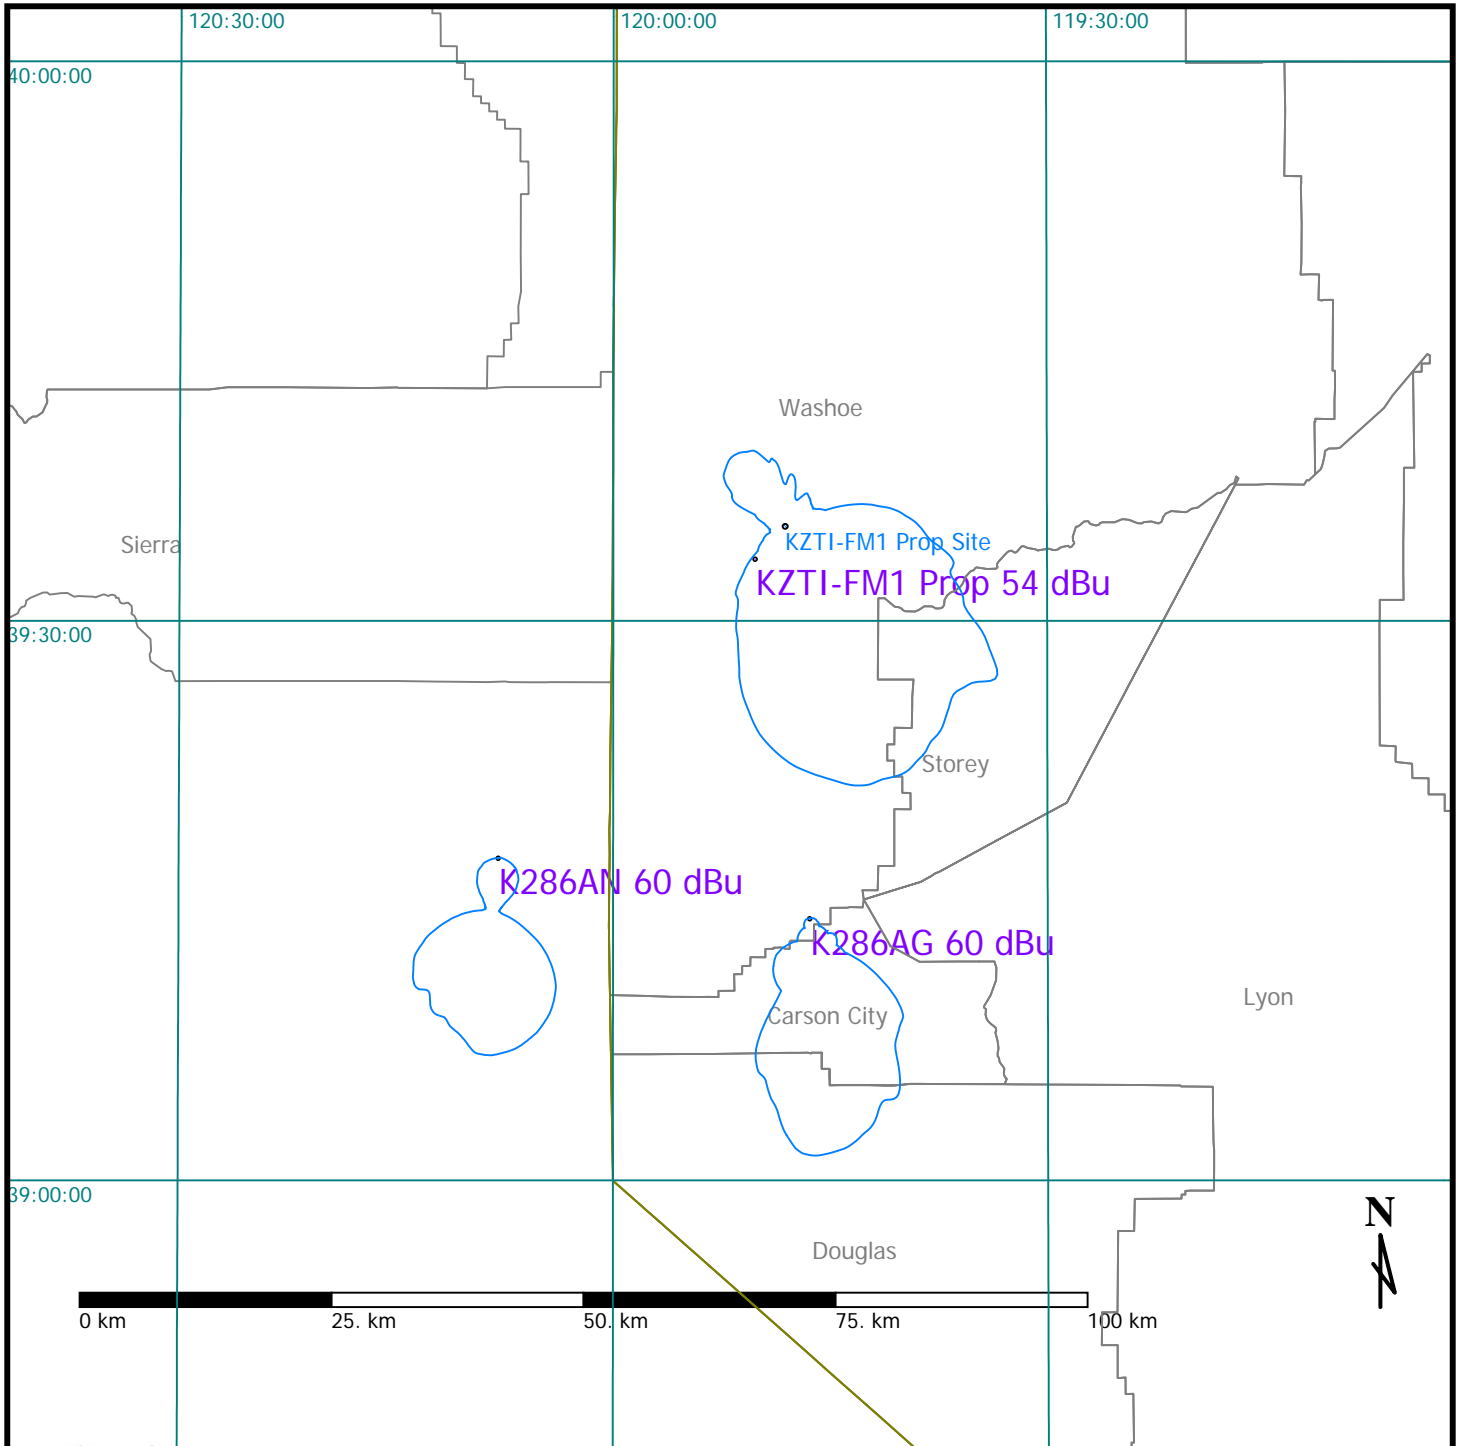 120:30:00
120:00:00
119:30:00
40:00:00
Washoe
Sierra
KZTI-FM1 Prop Site
KZTI-FM1 Prop 54 dBu
39:30:00
Storey
K286AN 60 dBu
K286AG 60 dBu
Lyon
Carson City
39:00:00
N
Douglas
0 km
25. km
50. km
75. km
100 km